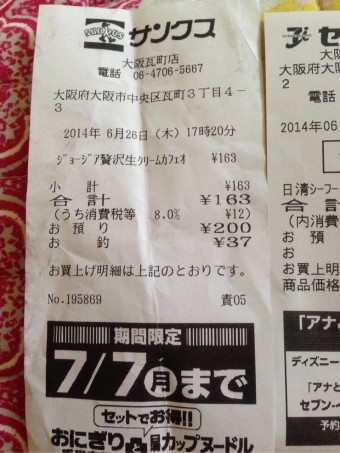 SUNKUS
サンクス
大阪瓦町店
電話 06-4706-5667
大阪府大阪市中央区瓦町3丁目4-
3
2014年 6月26日(木) 17時20分
ジョージア贅沢生クリームカフェオ ¥163
小 計 ¥163
合 計 ¥163
(うち消費税等 8.0% ¥12)
お 預 り ¥200
お 釣 ¥37
お買上げ明細は上記のとおりです。
No.195869 責05
期間限定
7/7(月)まで
セットでお得!!
おにぎり
カップヌードル
セ
大阪
大阪府大阪
2
電話
2014年06
日清シーフー
合 計
(内消費
お 預
お
お買上明
商品価格
「アナと
ディズニー
「アナと
セブン-
予約